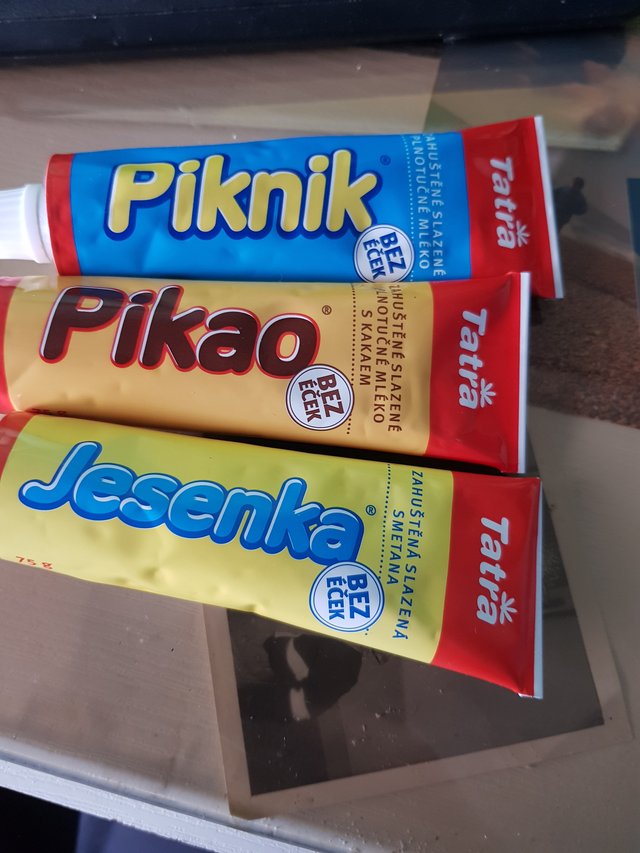 Piknik®
BEZ
ÉČEK
ZAHUŠTĚNÉ SLAZENÉ
PLNOTUČNÉ MLÉKO
Tatra
Pikao®
BEZ
ÉČEK
ZAHUŠTĚNÉ SLAZENÉ
PLNOTUČNÉ MLÉKO
S KAKAEM
Tatra
Jesenka®
75 g
BEZ
ÉČEK
ZAHUŠTĚNÁ SLAZENÁ
SMETANA
Tatra